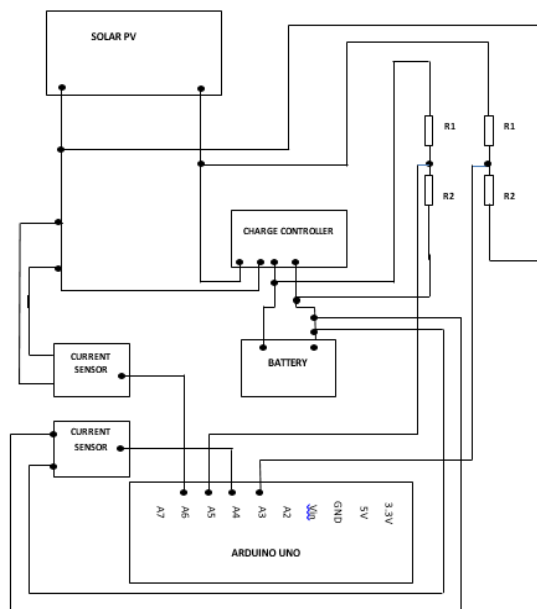 SOLAR PV
R1
R1
R2
R2
CHARGE CONTROLLER
BATTERY
CURRENT
SENSOR
CURRENT
SENSOR
A7
A6
A5
A4
A3
A2
Vin
GND
5V
3.3V
ARDUINO UNO